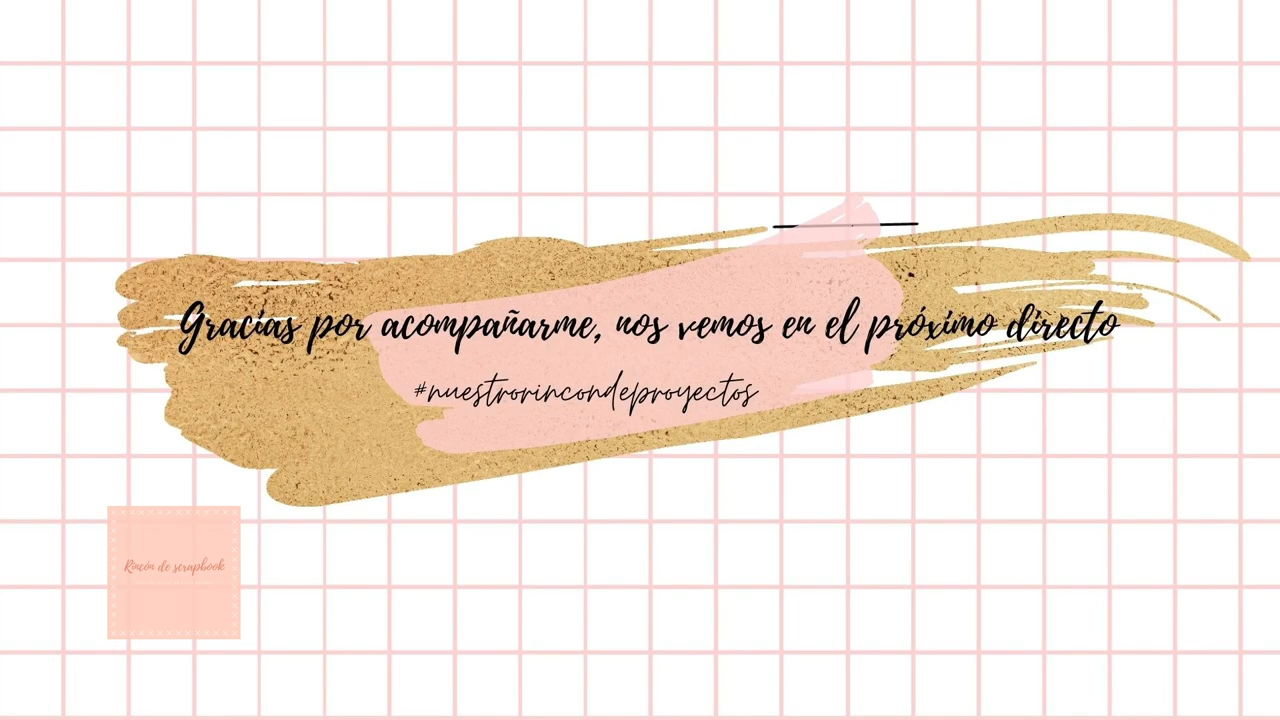 Gracias por acompañarme, nos vemos en el próximo directo
#nuestrorincondeproyectos
Rincón de scrapbook